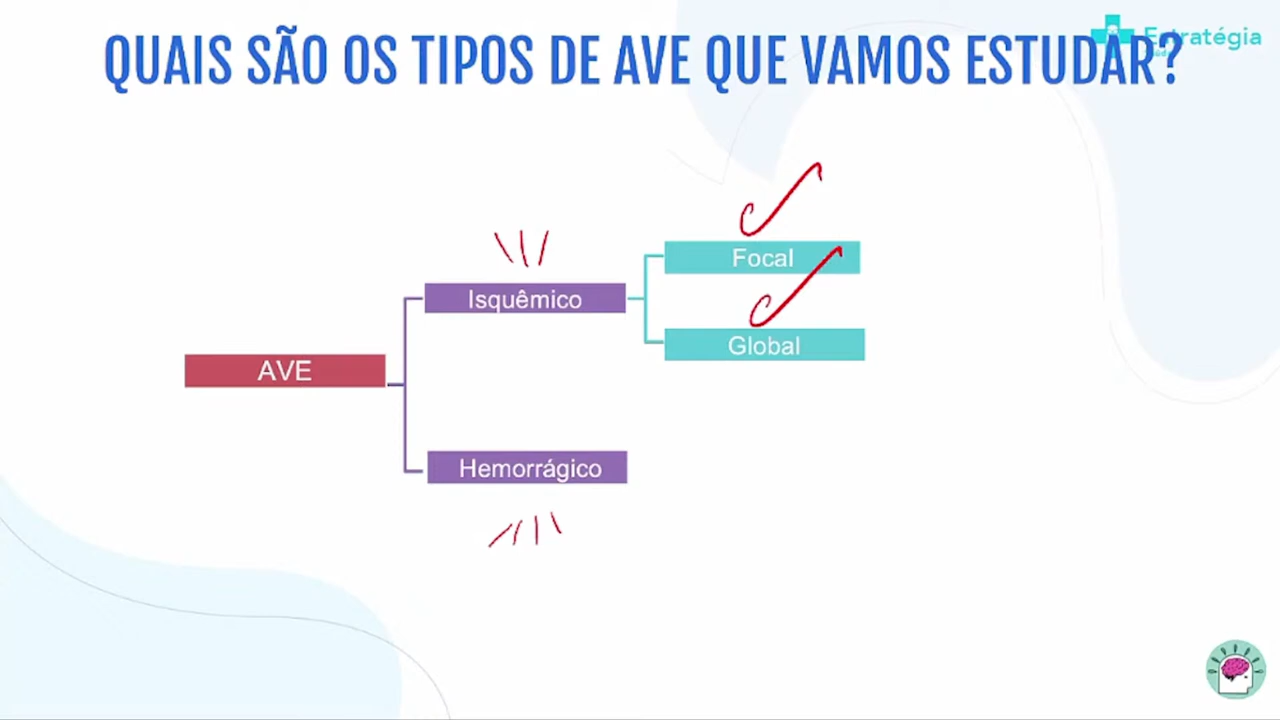 QUAIS SÃO OS TIPOS DE AVE QUE VAMOS ESTUDAR?
Estratégia
Focal
Isquêmico
Global
AVE
Hemorrágico